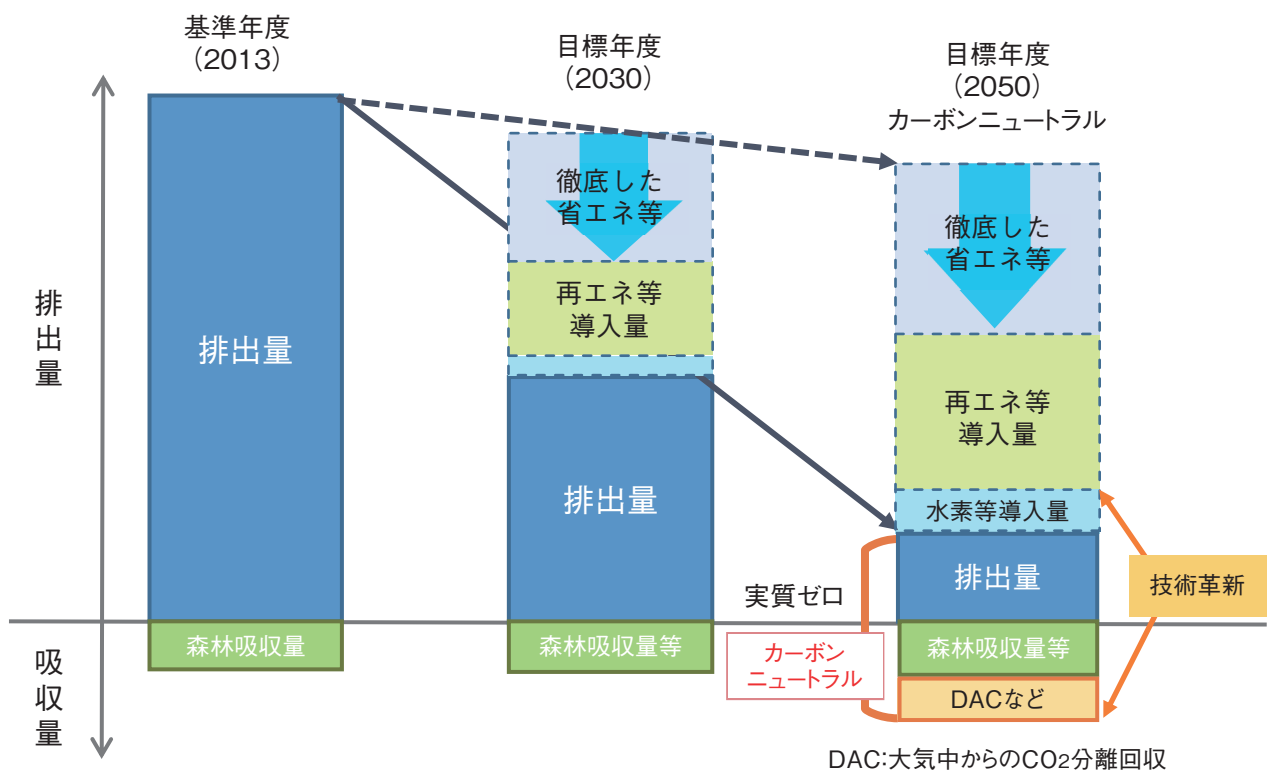 基準年度
(2013)
目標年度
(2030)
目標年度
(2050)
カーボンニュートラル
排出量
吸収量
排出量
森林吸収量
徹底した
省エネ等
再エネ等
導入量
排出量
森林吸収量等
徹底した
省エネ等
再エネ等
導入量
水素等導入量
排出量
森林吸収量等
DACなど
実質ゼロ
カーボン
ニュートラル
技術革新
DAC:大気中からのCO2分離回収